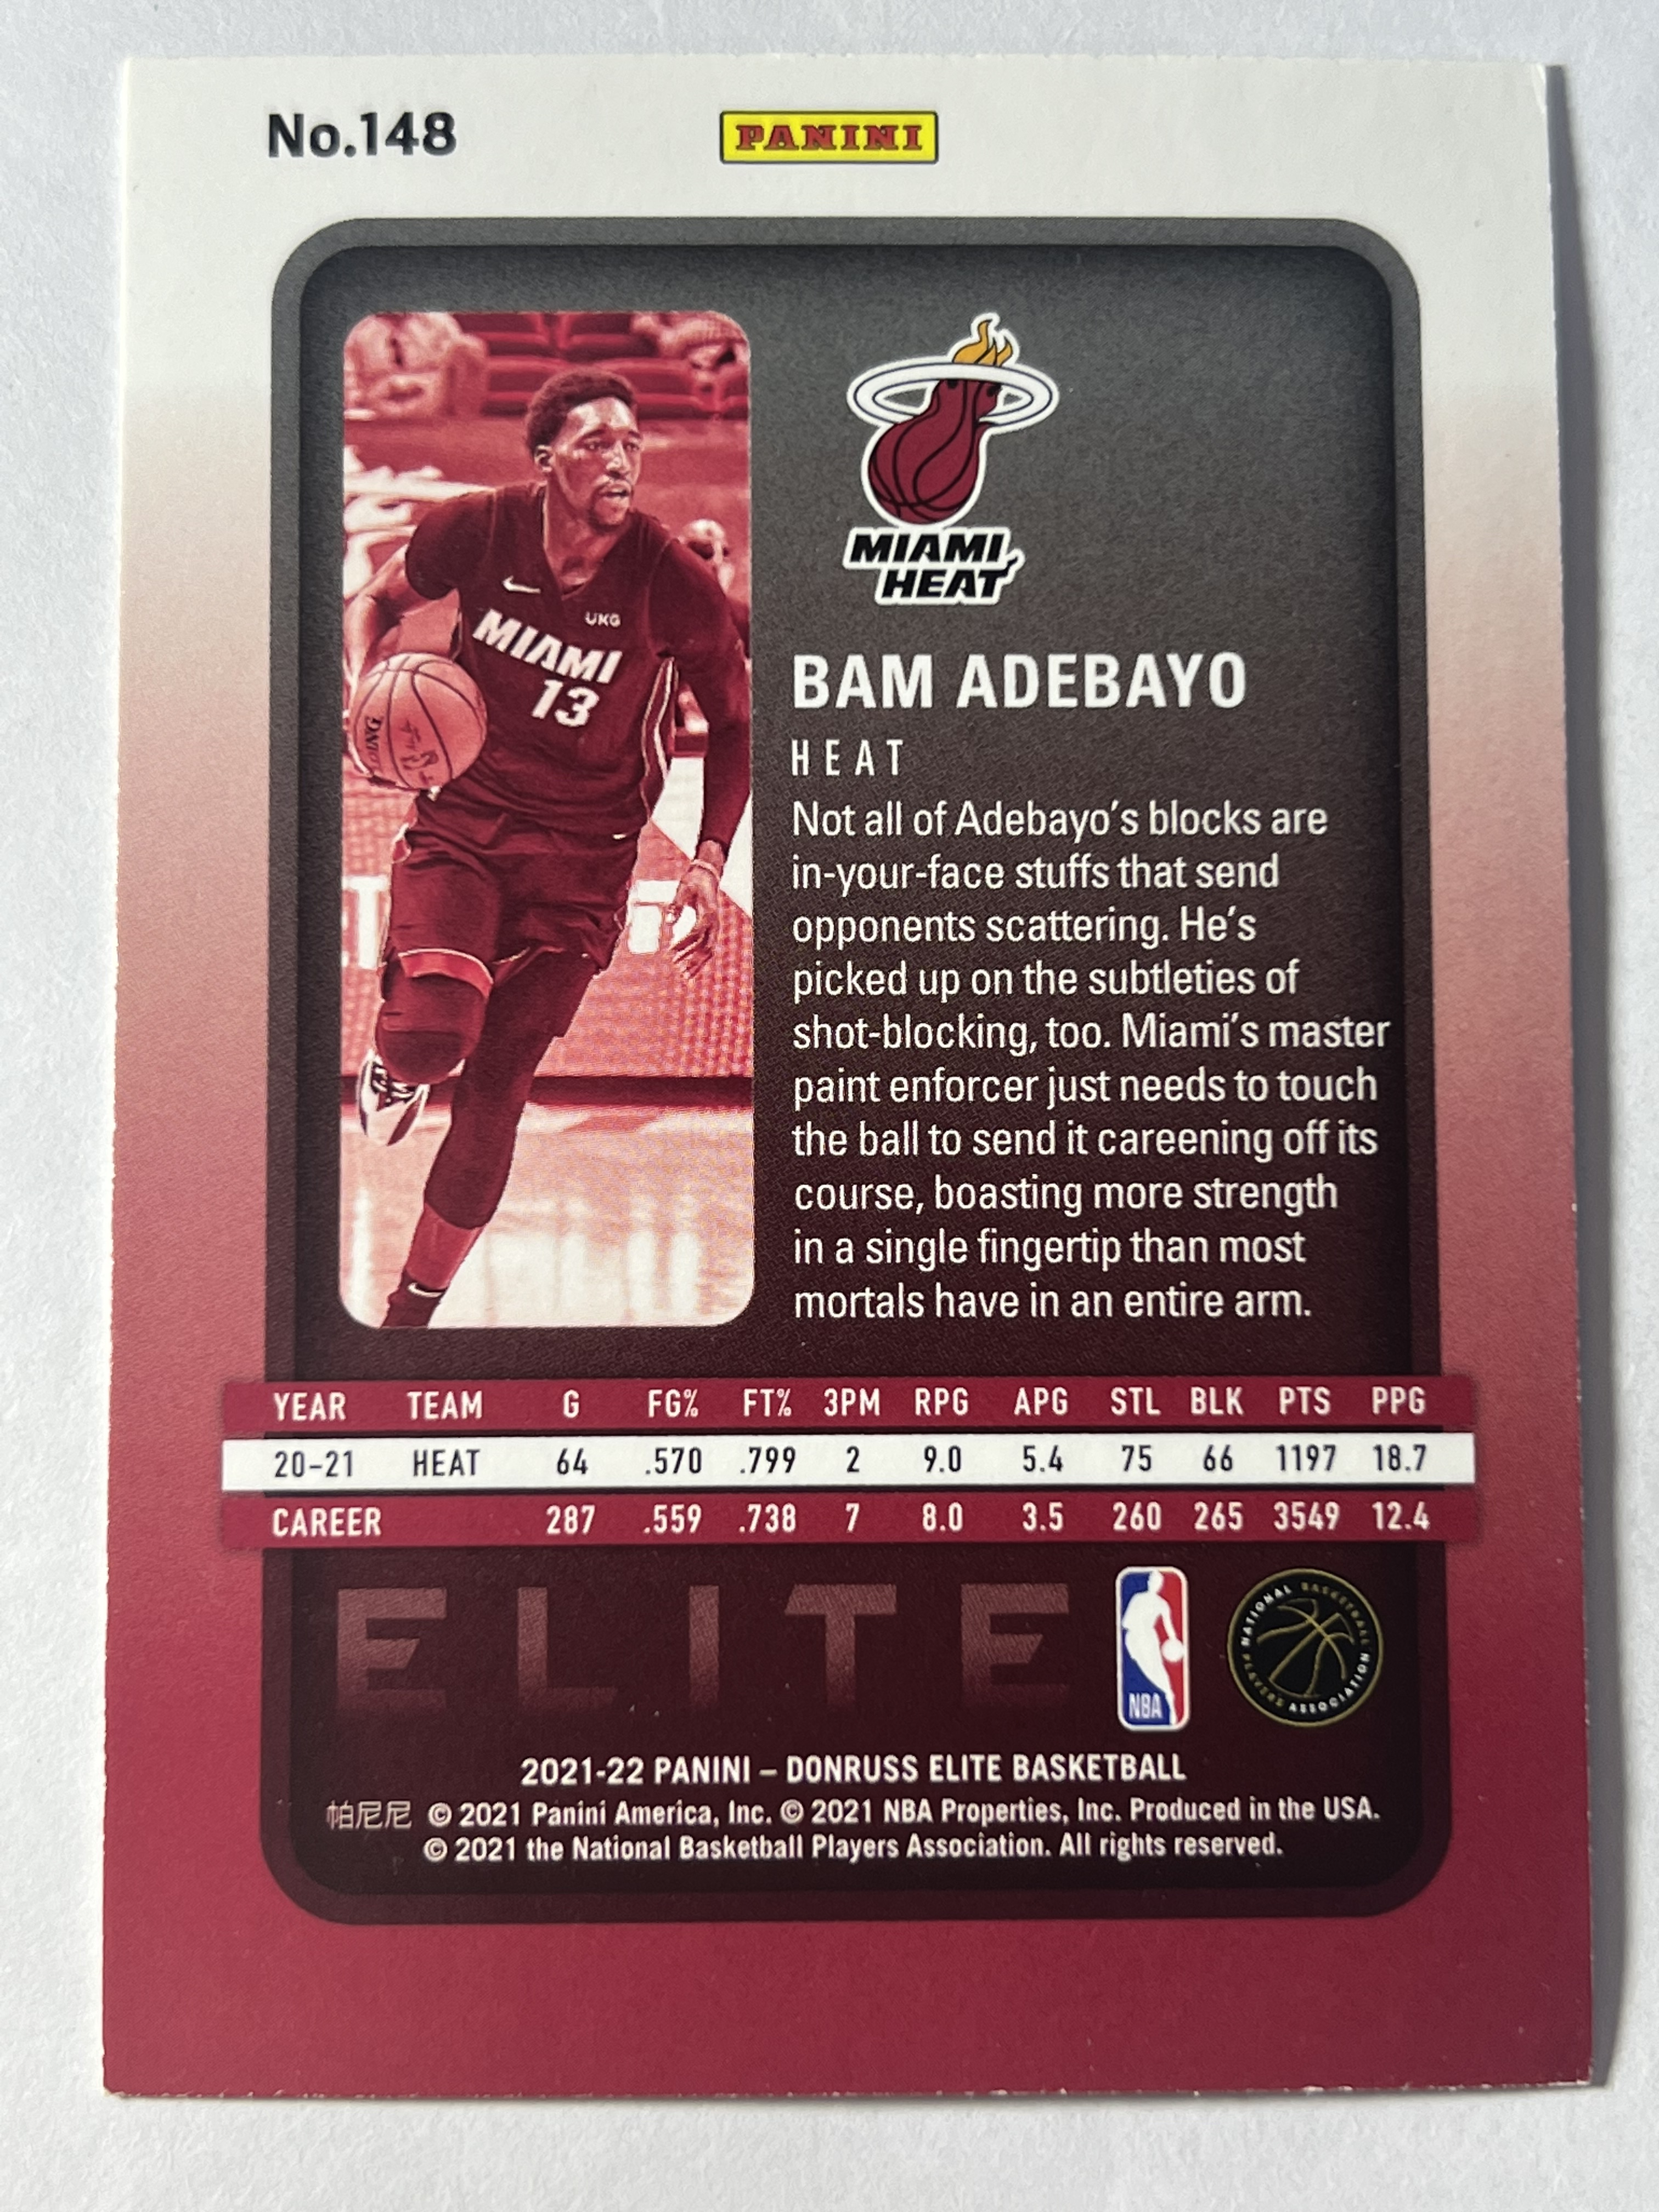 No.148
PANINI
MIAMI
HEAT
UKG
MIAMI
13
BAM ADEBAYO
HEAT
Not all of Adebayo's blocks are
in-your-face stuffs that send
opponents scattering. He's
picked up on the subtleties of
shot-blocking, too. Miami's master
paint enforcer just needs to touch
the ball to send it careening off its
course, boasting more strength
in a single fingertip than most
mortals have in an entire arm.
YEAR TEAM G FG% FT% 3PM RPG APG STL BLK PTS PPG
20-21 HEAT 64 .570 .799 2 9.0 5.4 75 66 1197 18.7
CAREER 287 .559 .738 7 8.0 3.5 260 265 3549 12.4
ELITE
NBA
NATIONAL BASKETBALL PLAYERS ASSOCIATION
2021-22 PANINI – DONRUSS ELITE BASKETBALL
帕尼尼 © 2021 Panini America, Inc. © 2021 NBA Properties, Inc. Produced in the USA.
© 2021 the National Basketball Players Association. All rights reserved.